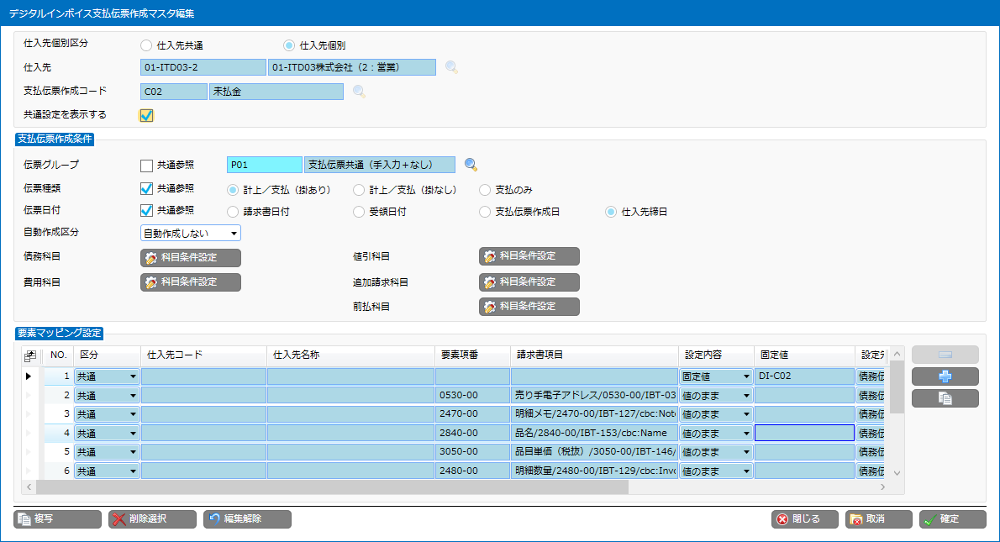 デジタルインボイス支払伝票作成マスタ編集
仕入先個別区分 仕入先共通 仕入先個別
仕入先 01-ITD03-2 01-ITD03株式会社（2：営業）
支払伝票作成コード C02 未払金
共通設定を表示する
支払伝票作成条件
伝票グループ 共通参照 P01 支払伝票共通（手入力＋なし）
伝票種類 共通参照 計上／支払（掛あり） 計上／支払（掛なし） 支払のみ
伝票日付 共通参照 請求書日付 受領日付 支払伝票作成日 仕入先締日
自動作成区分 自動作成しない
債務科目 科目条件設定 値引科目 科目条件設定
費用科目 科目条件設定 追加請求科目 科目条件設定
前払科目 科目条件設定
要素マッピング設定
NO. 区分 仕入先コード 仕入先名称 要素項番 請求書項目 設定内容 固定値 設定
1 共通 固定値 DI-C02 債務伝
2 共通 0530-00 売り手電子アドレス/0530-00/IBT-03 値のまま 債務伝
3 共通 2470-00 明細メモ/2470-00/IBT-127/cbc:Not 値のまま 債務伝
4 共通 2840-00 品名/2840-00/IBT-153/cbc:Name 値のまま 債務伝
5 共通 3050-00 品目単価（税抜）/3050-00/IBT-146/ 値のまま 債務伝
6 共通 2480-00 明細数量/2480-00/IBT-129/cbc:Invo 値のまま 債務伝
複写 削除選択 編集解除 閉じる 取消 確定